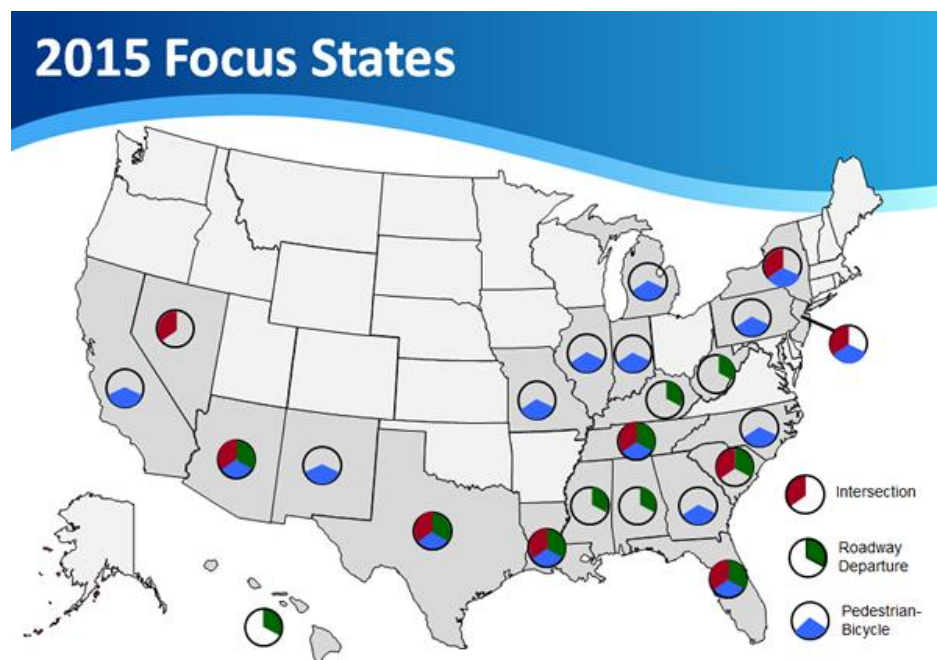 2015 Focus States
Intersection
Roadway
Departure
Pedestrian-
Bicycle